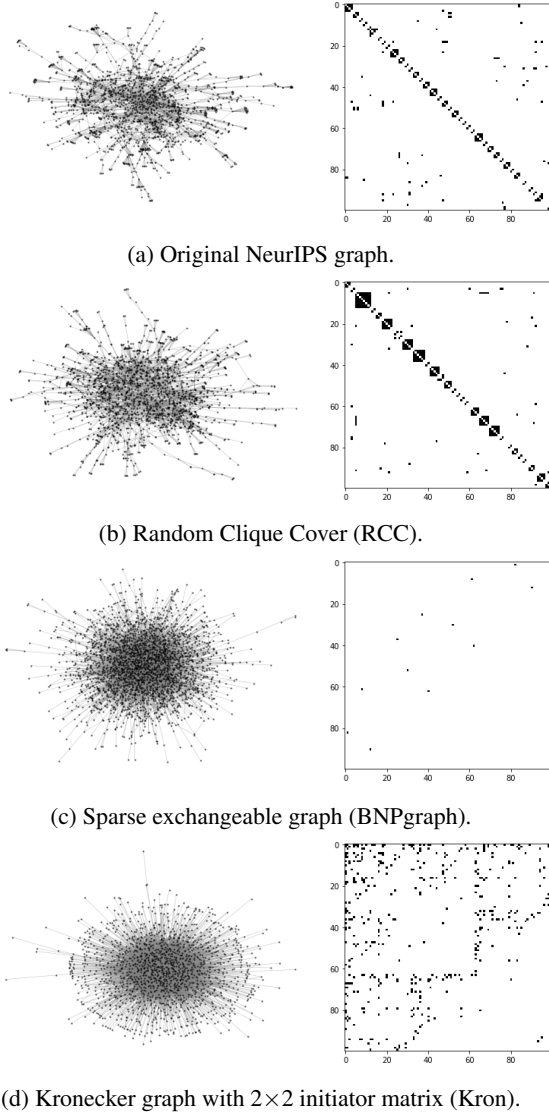 0
20
40
60
80
0 20 40 60 80
(a) Original NeurIPS graph.
0
20
40
60
80
0 20 40 60 80
(b) Random Clique Cover (RCC).
0
20
40
60
80
0 20 40 60 80
(c) Sparse exchangeable graph (BNPgraph).
0
20
40
60
80
0 20 40 60 80
(d) Kronecker graph with 2×2 initiator matrix (Kron).